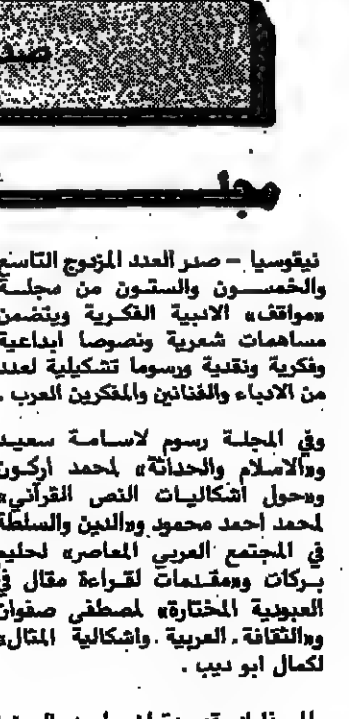 صد
مجا
نيقوسيا – صدر العدد المزدوج التاسع
والخمسون والستون من مجلة
«مواقف» الادبية الفكرية ويتضمن
مساهمات شعرية ونصوصا ابداعية
وفكرية ونقدية ورسوما تشكيلية لعدد
من الادباء والفنانين والمفكرين العرب .
وفي المجلة رسوم لاسامة سعيد
و«الاسلام والحداثة» لمحمد أركون
و«حول اشكاليات النص القرآني»
لمحمد احمد محمود و«الدين والسلطة
في المجتمع العربي المعاصر» لحليم
بركات و«مقدمات لقراءة مقال في
العبودية المختارة» لمصطفى صفوان
و«الثقافة العربية واشكالية المثال»
لكمال ابو ديب .